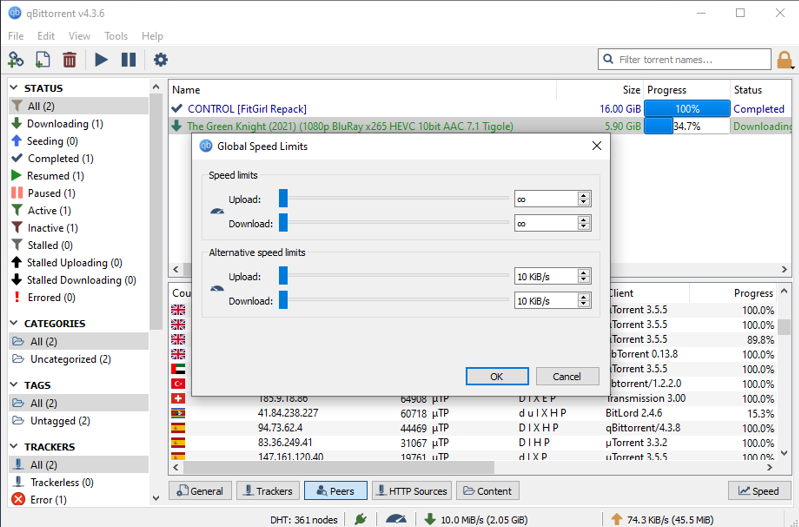 qBittorrent v4.3.6
File Edit View Tools Help
Filter torrent names...
STATUS
All (2)
Downloading (1)
Seeding (0)
Completed (1)
Resumed (1)
Paused (1)
Active (1)
Inactive (1)
Stalled (0)
Stalled Uploading (0)
Stalled Downloading (0)
Errored (0)
CATEGORIES
All (2)
Uncategorized (2)
TAGS
All (2)
Untagged (2)
TRACKERS
All (2)
Trackerless (0)
Error (1)
Name Size Progress Status
CONTROL [FitGirl Repack] 16.00 GiB 100% Completed
The Green Knight (2021) (1080p BluRay x265 HEVC 10bit AAC 7.1 Tigole) 5.90 GiB 34.7% Downloading
Global Speed Limits
Speed limits
Upload: ∞
Download: ∞
Alternative speed limits
Upload: 10 KiB/s
Download: 10 KiB/s
OK Cancel
Cou Client Progress
µTorrent 3.5.5 100.0%
µTorrent 3.5.5 100.0%
µTorrent 3.5.5 89.8%
bTorrent 0.13.8 100.0%
µTorrent 3.5.5 100.0%
btorrent/1.2.2.0 100.0%
185.9.18.86 64908 µTP D I X E P Transmission 3.00 100.0%
41.84.238.227 60718 µTP d u I X H P BitLord 2.4.6 15.3%
94.73.62.4 44469 µTP D I X H P qBittorrent/4.3.8 100.0%
83.36.249.41 31067 µTP D I H P µTorrent 3.3.2 100.0%
147.161.120.40 19761 µTP d I X P µTorrent 3.5.5 100.0%
General Trackers Peers HTTP Sources Content Speed
DHT: 361 nodes 10.0 MiB/s (2.05 GiB) 74.3 KiB/s (45.5 MiB)